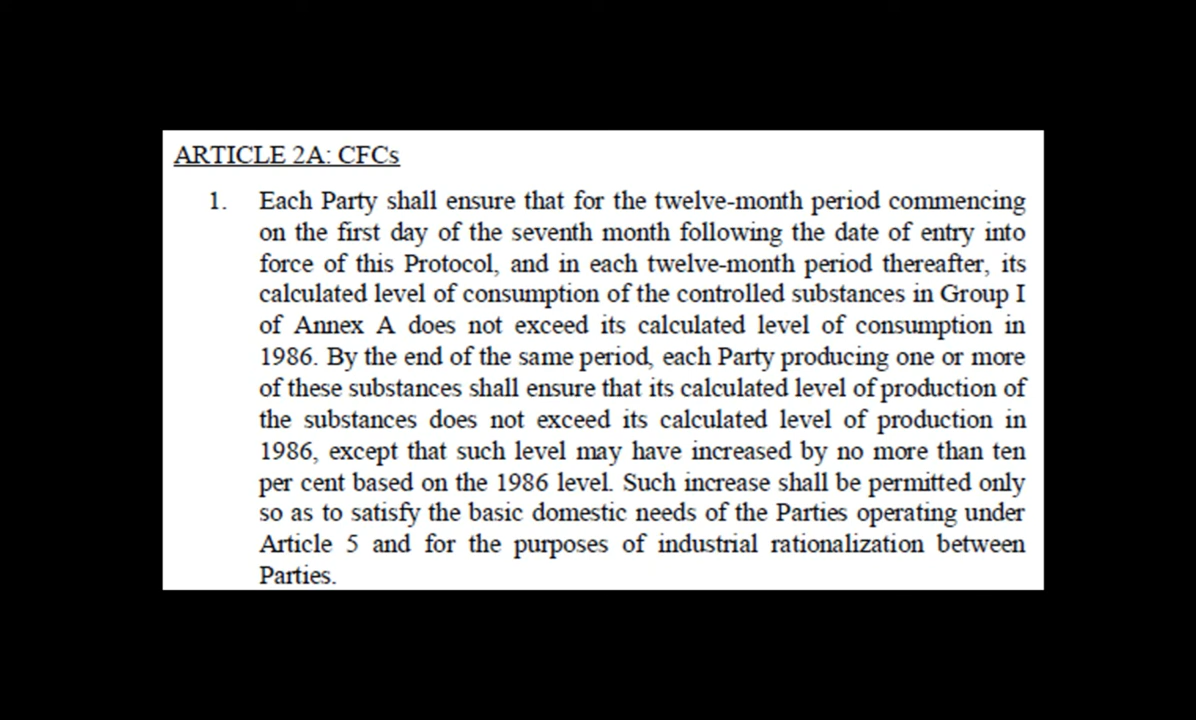 ARTICLE 2A: CFCs
1. Each Party shall ensure that for the twelve-month period commencing
on the first day of the seventh month following the date of entry into
force of this Protocol, and in each twelve-month period thereafter, its
calculated level of consumption of the controlled substances in Group I
of Annex A does not exceed its calculated level of consumption in
1986. By the end of the same period, each Party producing one or more
of these substances shall ensure that its calculated level of production of
the substances does not exceed its calculated level of production in
1986, except that such level may have increased by no more than ten
per cent based on the 1986 level. Such increase shall be permitted only
so as to satisfy the basic domestic needs of the Parties operating under
Article 5 and for the purposes of industrial rationalization between
Parties.